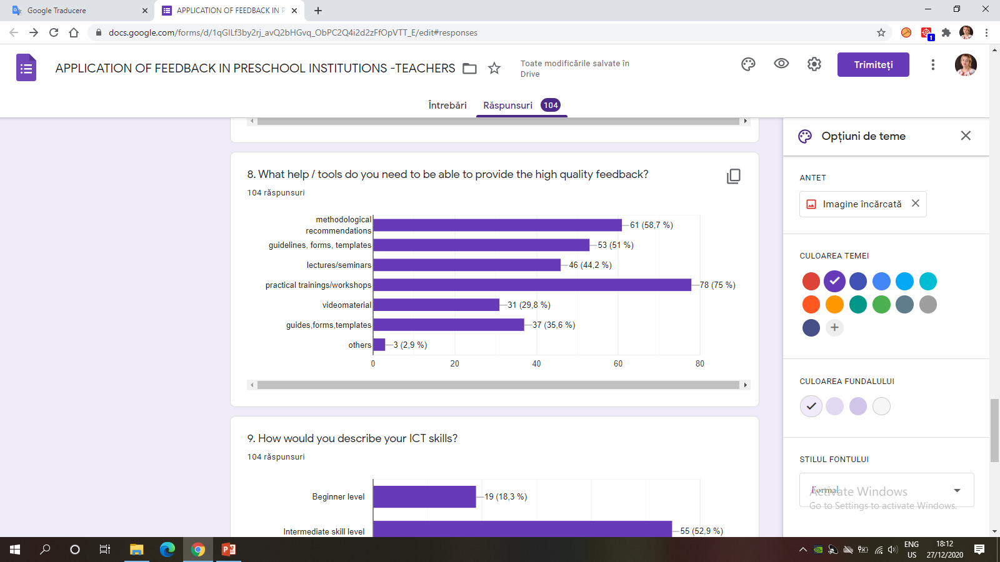 Google Traducere
APPLICATION OF FEEDBACK IN P
docs.google.com/forms/d/1qGILf3by2rj_avQ2bHGvq_ObPC2Q4i2d2zFfOpVTT_E/edit#responses
1
APPLICATION OF FEEDBACK IN PRESCHOOL INSTITUTIONS -TEACHERS
Toate modificările salvate în
Drive
Trimiteți
Întrebări
Răspunsuri 104
8. What help / tools do you need to be able to provide the high quality feedback?
104 răspunsuri
methodological
recommendations
61 (58,7 %)
guidelines, forms, templates
53 (51 %)
lectures/seminars
46 (44,2 %)
practical trainings/workshops
78 (75 %)
videomaterial
31 (29,8 %)
guides,forms,templates
37 (35,6 %)
others
3 (2,9 %)
0 20 40 60 80
9. How would you describe your ICT skills?
104 răspunsuri
Beginner level
19 (18,3 %)
Intermediate skill level
55 (52,9 %)
Opțiuni de teme
ANTET
Imagine încărcată
CULOAREA TEMEI
CULOAREA FUNDALULUI
STILUL FONTULUI
Formal
Activate Windows
Go to Settings to activate Windows.
ENG
US
18:12
27/12/2020